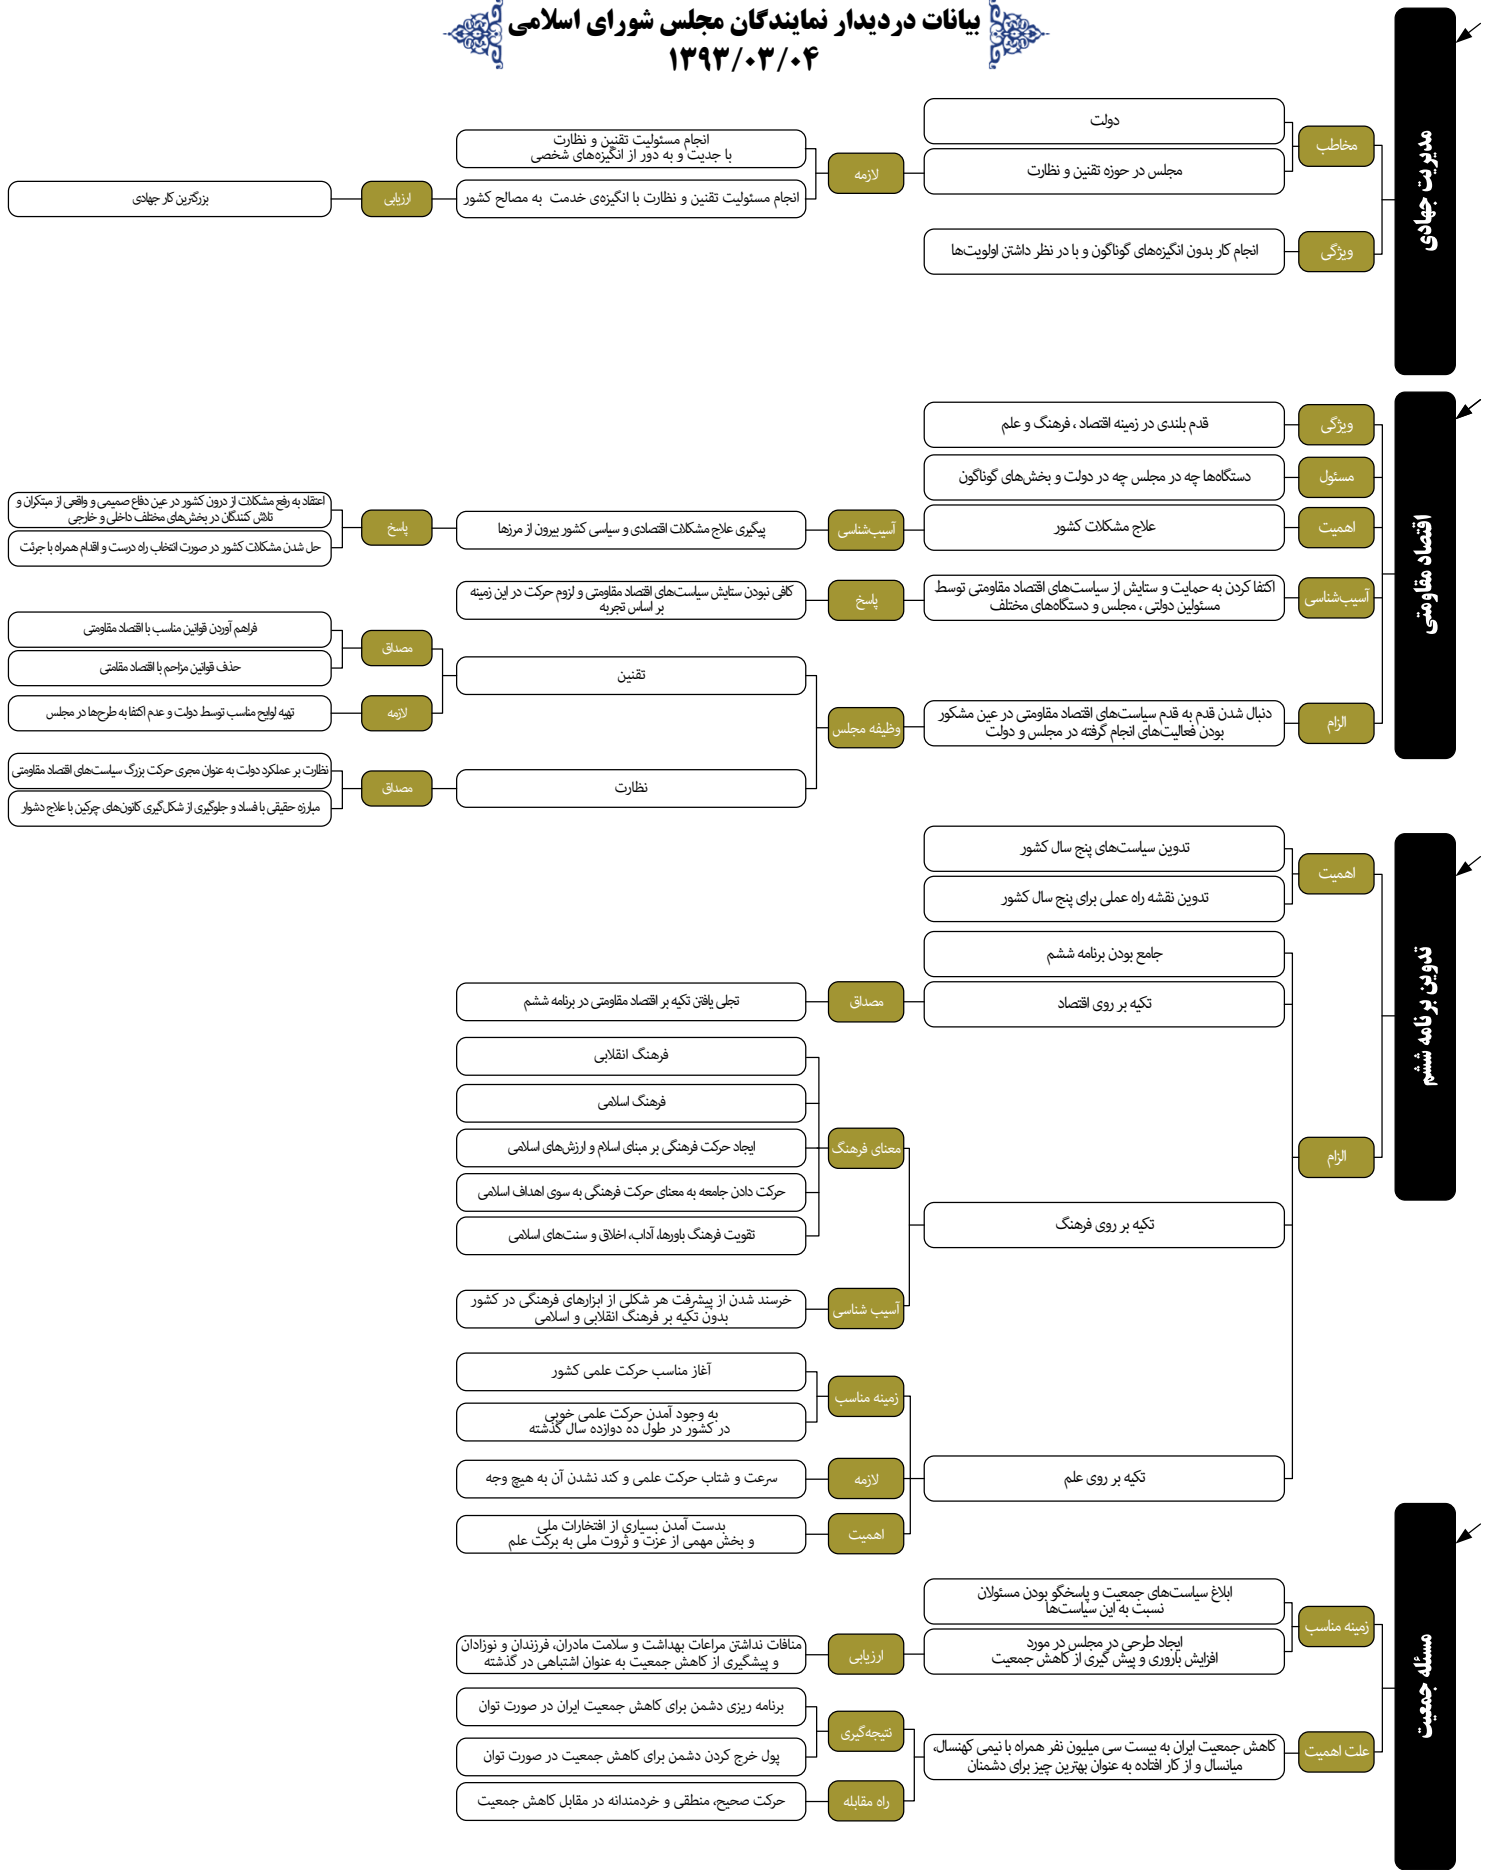 بیانات در دیدار نمایندگان مجلس شورای اسلامی
۱۳۹۳/۰۳/۰۴
مدیریت جهادی
مخاطب
دولت
مجلس در حوزه تقنین و نظارت
لازمه
انجام مسئولیت تقنین و نظارت
با جدیت و به دور از انگیزه‌های شخصی
انجام مسئولیت تقنین و نظارت با انگیزه‌ی خدمت به مصالح کشور
ارزیابی
بزرگترین کار جهادی
ویژگی
انجام کار بدون انگیزه‌های گوناگون و با در نظر داشتن اولویت‌ها
اقتصاد مقاومتی
ویژگی
قدم بلندی در زمینه اقتصاد ، فرهنگ و علم
مسئول
دستگاه‌ها چه در مجلس چه در دولت و بخش‌های گوناگون
اهمیت
علاج مشکلات کشور
آسیب‌شناسی
پیگیری علاج مشکلات اقتصادی و سیاسی کشور بیرون از مرزها
پاسخ
اعتقاد به رفع مشکلات از درون کشور در عین دفاع صمیمی و واقعی از مبتکران و
تلاش کنندگان در بخش‌های مختلف داخلی و خارجی
حل شدن مشکلات کشور در صورت انتخاب راه درست و اقدام همراه با جرئت
آسیب‌شناسی
اکتفا کردن به حمایت و ستایش از سیاست‌های اقتصاد مقاومتی توسط
مسئولین دولتی ، مجلس و دستگاه‌های مختلف
پاسخ
کافی نبودن ستایش سیاست‌های اقتصاد مقاومتی و لزوم حرکت در این زمینه
بر اساس تجربه
الزام
دنبال شدن قدم به قدم سیاست‌های اقتصاد مقاومتی در عین مشکور
بودن فعالیت‌های انجام گرفته در مجلس و دولت
وظیفه مجلس
تقنین
مصداق
فراهم آوردن قوانین مناسب با اقتصاد مقاومتی
حذف قوانین مزاحم با اقتصاد مقامتی
لازمه
تهیه لوایح مناسب توسط دولت و عدم اکتفا به طرح‌ها در مجلس
نظارت
مصداق
نظارت بر عملکرد دولت به عنوان مجری حرکت بزرگ سیاست‌های اقتصاد مقاومتی
مبارزه حقیقی با فساد و جلوگیری از شکل‌گیری کانون‌های چرکین با علاج دشوار
تدوین برنامه ششم
اهمیت
تدوین سیاست‌های پنج سال کشور
تدوین نقشه راه عملی برای پنج سال کشور
الزام
جامع بودن برنامه ششم
تکیه بر روی اقتصاد
مصداق
تجلی یافتن تکیه بر اقتصاد مقاومتی در برنامه ششم
تکیه بر روی فرهنگ
معنای فرهنگ
فرهنگ انقلابی
فرهنگ اسلامی
ایجاد حرکت فرهنگی بر مبنای اسلام و ارزش‌های اسلامی
حرکت دادن جامعه به معنای حرکت فرهنگی به سوی اهداف اسلامی
تقویت فرهنگ باورها، آداب، اخلاق و سنت‌های اسلامی
آسیب شناسی
خرسند شدن از پیشرفت هر شکلی از ابزارهای فرهنگی در کشور
بدون تکیه بر فرهنگ انقلابی و اسلامی
تکیه بر روی علم
زمینه مناسب
آغاز مناسب حرکت علمی کشور
به وجود آمدن حرکت علمی خوبی
در کشور در طول ده دوازده سال گذشته
لازمه
سرعت و شتاب حرکت علمی و کند نشدن آن به هیچ وجه
اهمیت
بدست آمدن بسیاری از افتخارات ملی
و بخش مهمی از عزت و ثروت ملی به برکت علم
مسئله جمعیت
زمینه مناسب
ابلاغ سیاست‌های جمعیت و پاسخگو بودن مسئولان
نسبت به این سیاست‌ها
ایجاد طرحی در مجلس در مورد
افزایش باروری و پیش گیری از کاهش جمعیت
ارزیابی
منافات نداشتن مراعات بهداشت و سلامت مادران، فرزندان و نوزادان
و پیشگیری از کاهش جمعیت به عنوان اشتباهی در گذشته
علت اهمیت
کاهش جمعیت ایران به بیست سی میلیون نفر همراه با نیمی کهنسال،
میانسال و از کار افتاده به عنوان بهترین چیز برای دشمنان
نتیجه‌گیری
برنامه ریزی دشمن برای کاهش جمعیت ایران در صورت توان
پول خرج کردن دشمن برای کاهش جمعیت در صورت توان
راه مقابله
حرکت صحیح، منطقی و خردمندانه در مقابل کاهش جمعیت